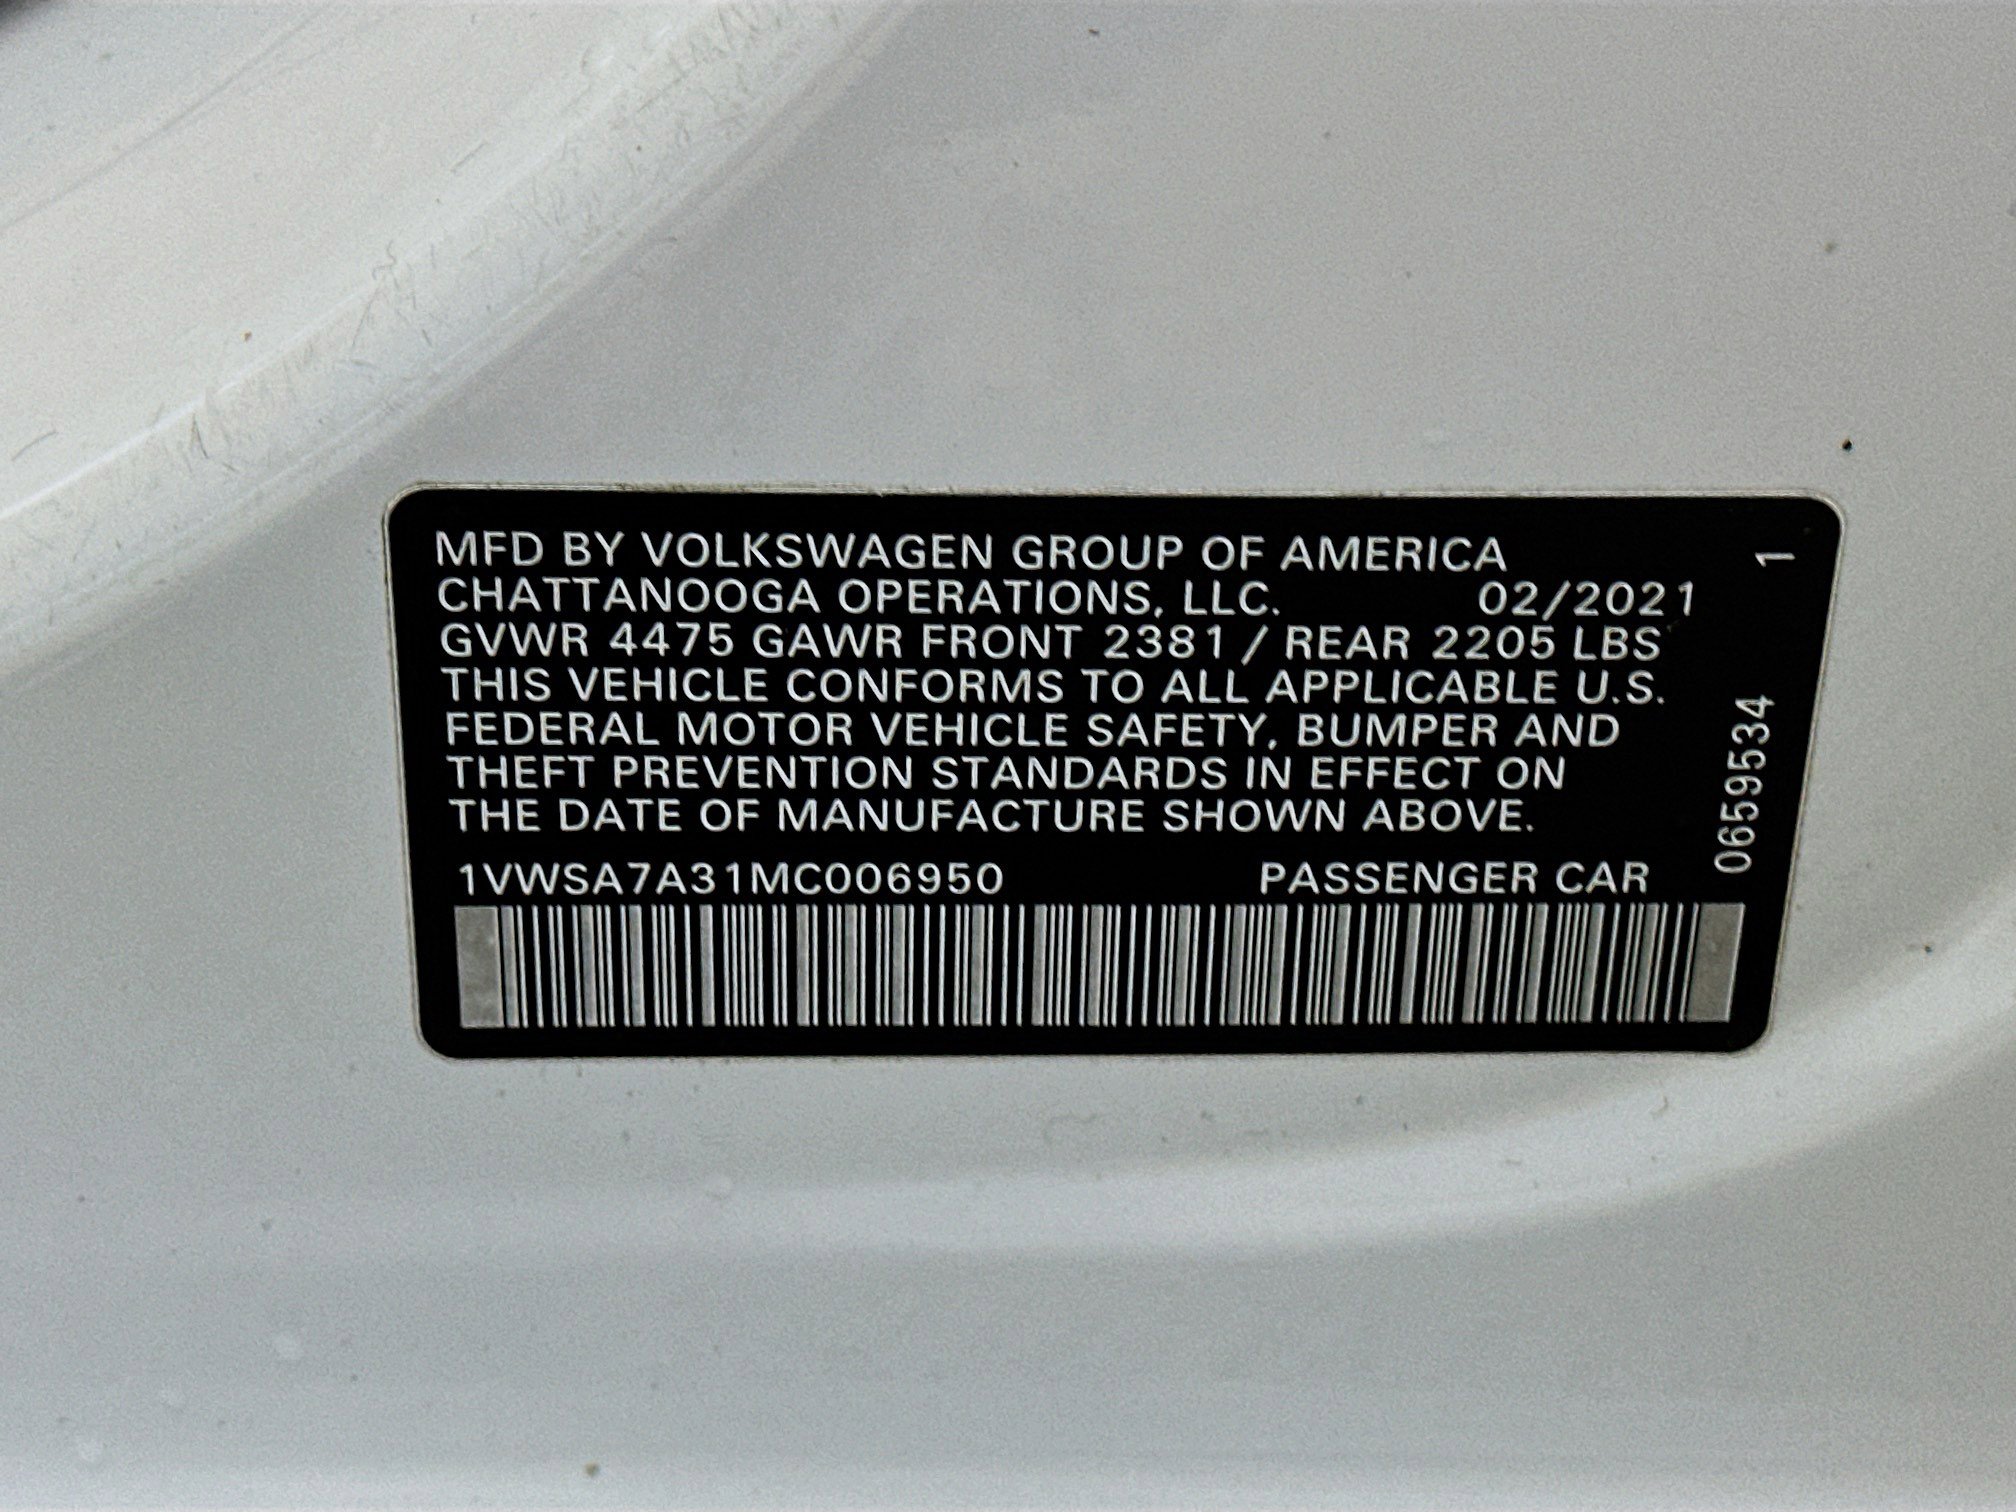 MFD BY VOLKSWAGEN GROUP OF AMERICA
CHATTANOOGA OPERATIONS, LLC. 02/2021
GVWR 4475 GAWR FRONT 2381 / REAR 2205 LBS
THIS VEHICLE CONFORMS TO ALL APPLICABLE U.S.
FEDERAL MOTOR VEHICLE SAFETY, BUMPER AND
THEFT PREVENTION STANDARDS IN EFFECT ON
THE DATE OF MANUFACTURE SHOWN ABOVE.
1VWSA7A31MC006950 PASSENGER CAR
0659534 1